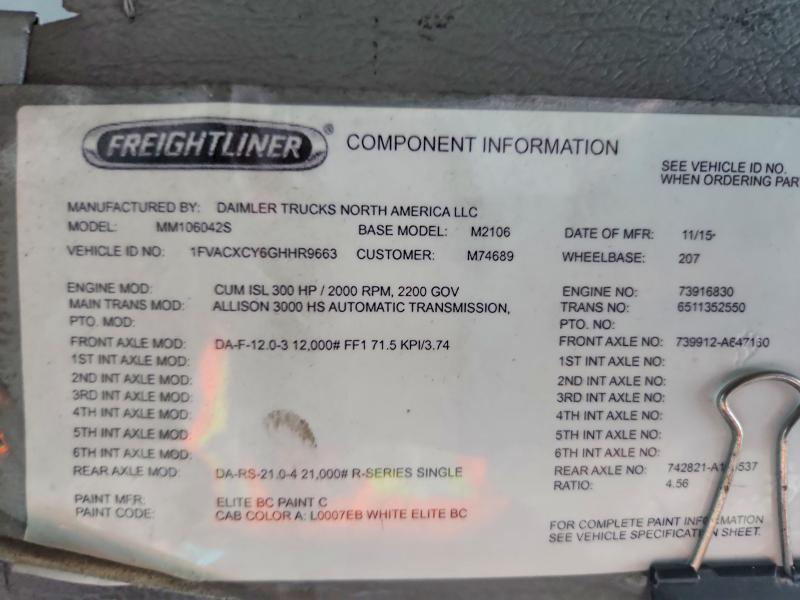 FREIGHTLINER® COMPONENT INFORMATION
SEE VEHICLE ID NO.
WHEN ORDERING PAR
MANUFACTURED BY: DAIMLER TRUCKS NORTH AMERICA LLC
MODEL: MM106042S BASE MODEL: M2106 DATE OF MFR: 11/15
VEHICLE ID NO: 1FVACXCY6GHHR9663 CUSTOMER: M74689 WHEELBASE: 207
ENGINE MOD: CUM ISL 300 HP / 2000 RPM, 2200 GOV ENGINE NO: 73916830
MAIN TRANS MOD: ALLISON 3000 HS AUTOMATIC TRANSMISSION, TRANS NO: 6511352550
PTO. MOD: PTO. NO:
FRONT AXLE MOD: DA-F-12.0-3 12,000# FF1 71.5 KPI/3.74 FRONT AXLE NO: 739912-A647160
1ST INT AXLE MOD: 1ST INT AXLE NO:
2ND INT AXLE MOD: 2ND INT AXLE NO:
3RD INT AXLE MOD: 3RD INT AXLE NO:
4TH INT AXLE MOD: 4TH INT AXLE NO:
5TH INT AXLE MOD: 5TH INT AXLE NO:
6TH INT AXLE MOD: 6TH INT AXLE NO:
REAR AXLE MOD: DA-RS-21.0-4 21,000# R-SERIES SINGLE REAR AXLE NO:
RATIO: 4.56
PAINT MFR: ELITE BC PAINT C
PAINT CODE: CAB COLOR A: L0007EB WHITE ELITE BC
FOR COMPLETE PAINT INFORMATION
SEE VEHICLE SPECIFICATION SHEET.